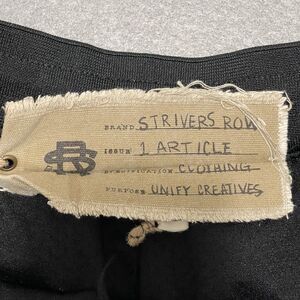 BRAND STRIVERS ROW
ISSUE 1 ARTICLE
SPECIFICATION CLOTHING
PURPOSE UNIFY CREATIVES